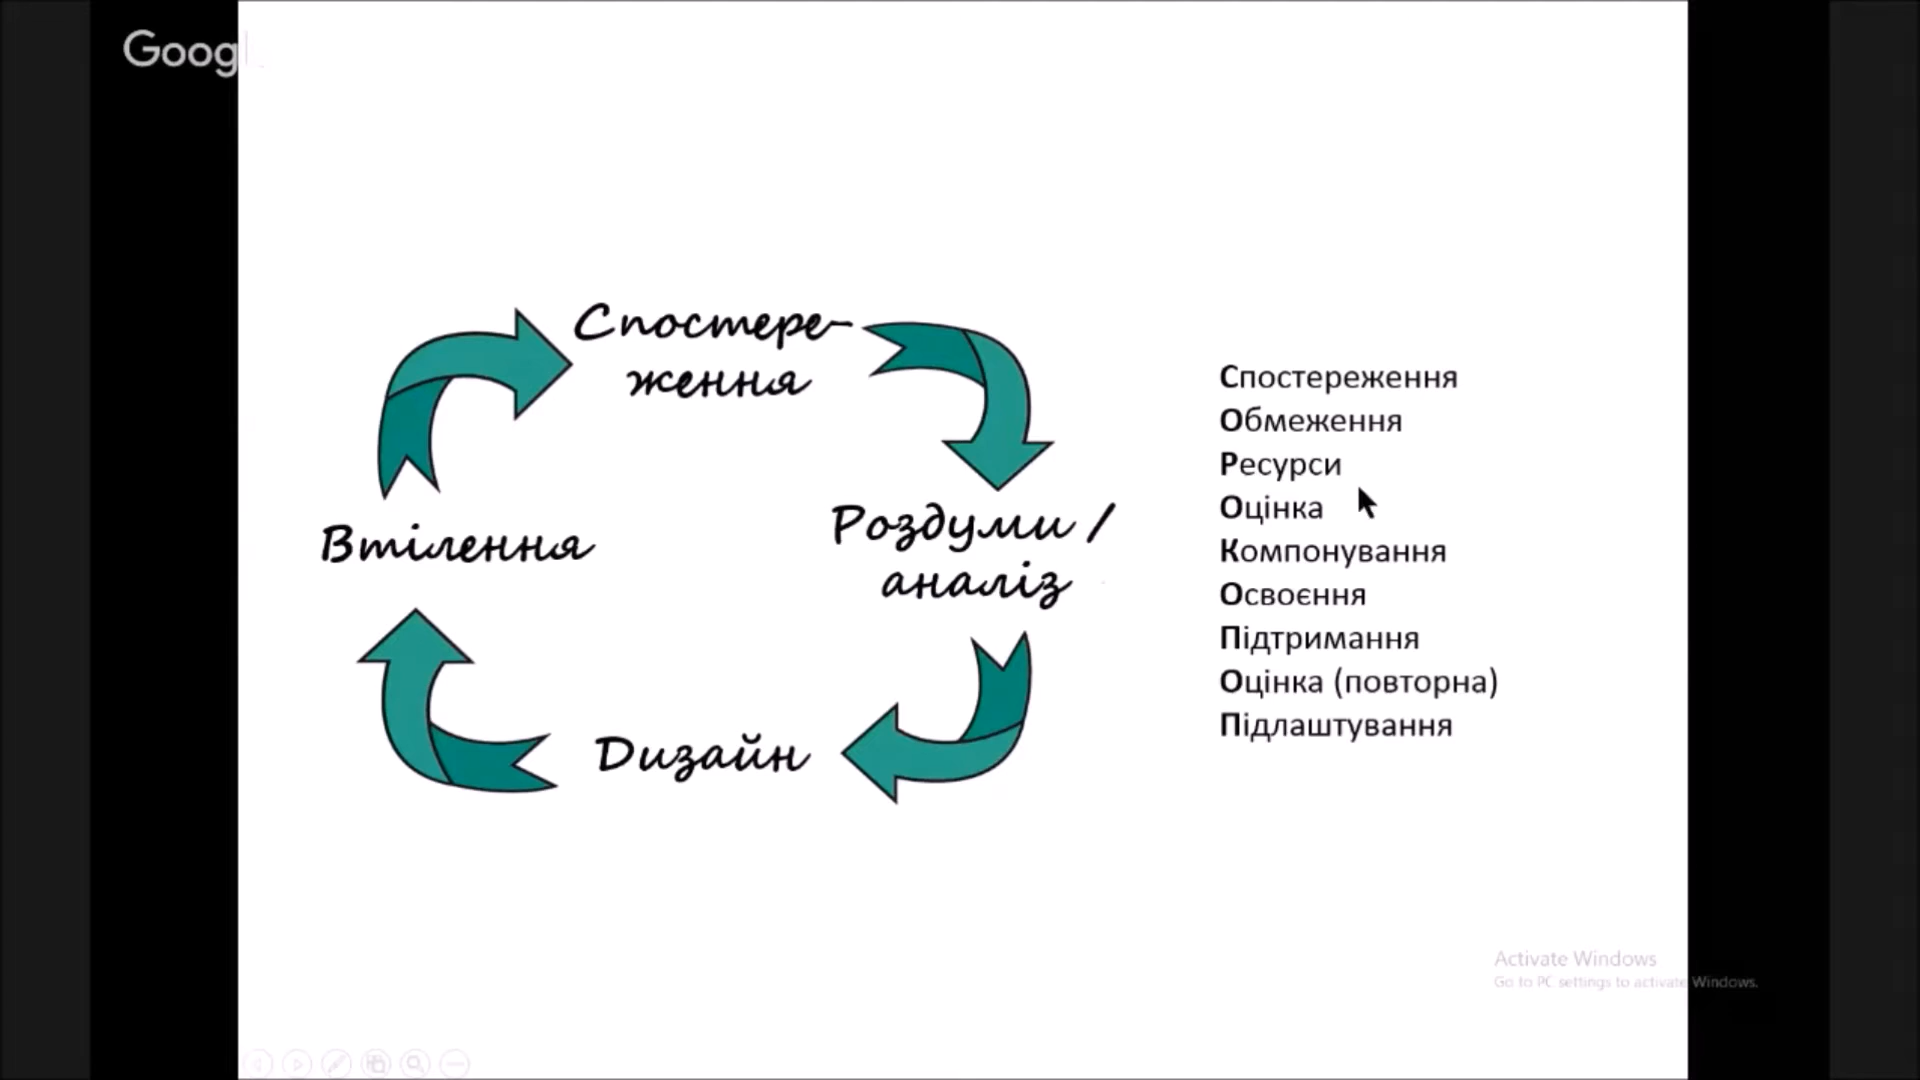 Googl
Спостере-
ження
Роздуми /
аналіз
Дизайн
Втілення
Спостереження
Обмеження
Ресурси
Оцінка
Компонування
Освоєння
Підтримання
Оцінка (повторна)
Підлаштування
Activate Windows
Go to PC settings to activate Windows.